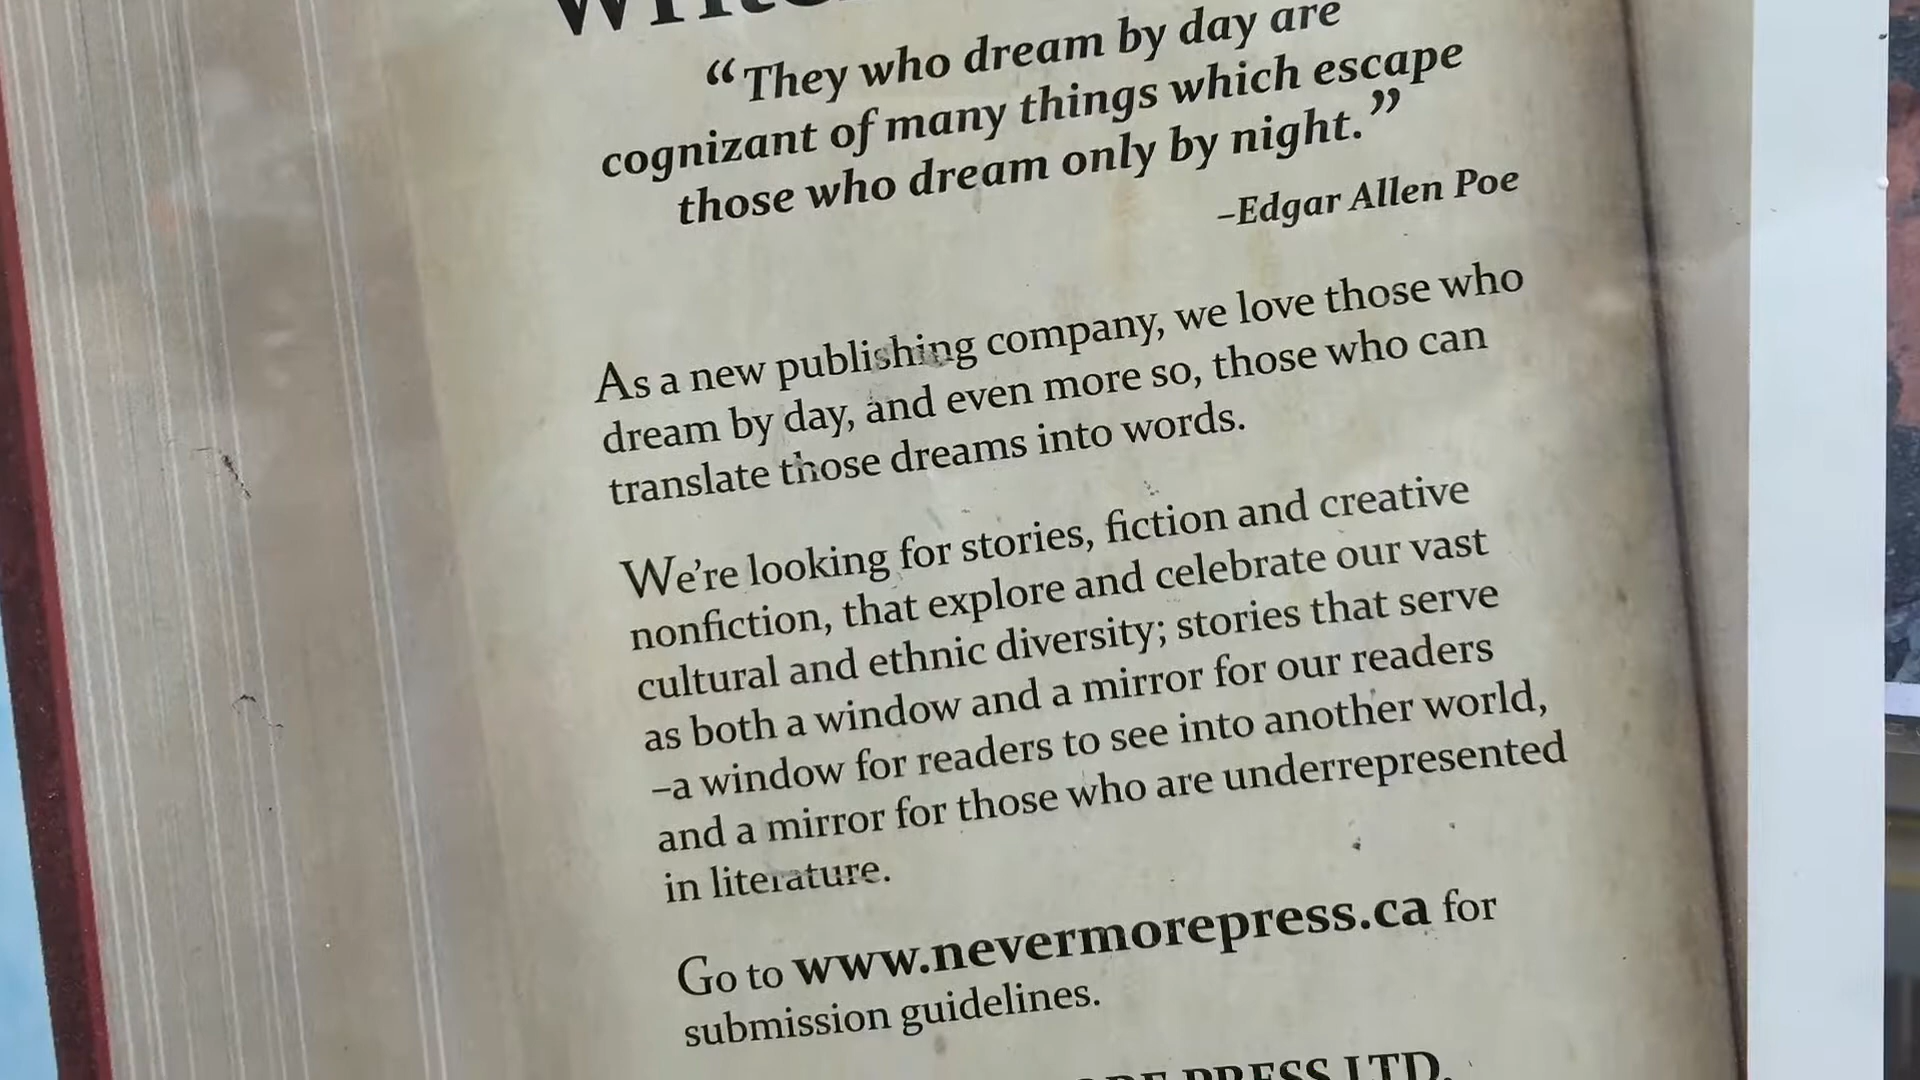 “They who dream by day are
cognizant of many things which escape
those who dream only by night.”
–Edgar Allen Poe
As a new publishing company, we love those who
dream by day, and even more so, those who can
translate those dreams into words.
We’re looking for stories, fiction and creative
nonfiction, that explore and celebrate our vast
cultural and ethnic diversity; stories that serve
as both a window and a mirror for our readers
–a window for readers to see into another world,
and a mirror for those who are underrepresented
in literature.
Go to www.nevermorepress.ca for
submission guidelines.
PRESS LTD.